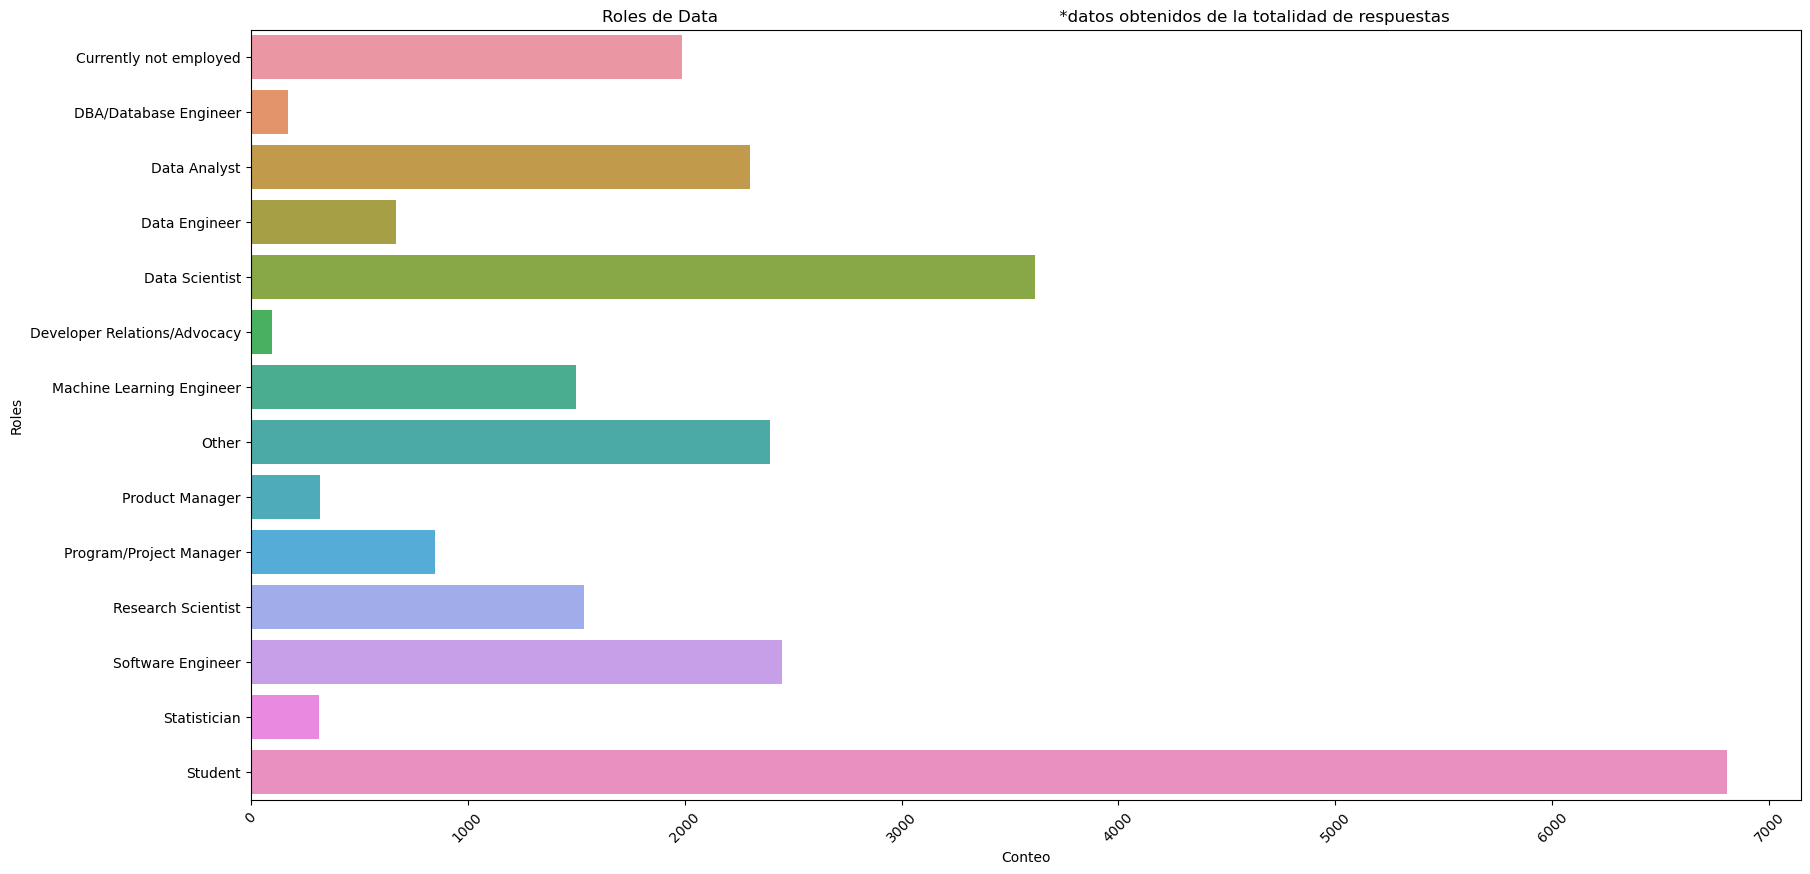 Roles de Data *datos obtenidos de la totalidad de respuestas
Currently not employed
DBA/Database Engineer
Data Analyst
Data Engineer
Data Scientist
Developer Relations/Advocacy
Machine Learning Engineer
Other
Product Manager
Program/Project Manager
Research Scientist
Software Engineer
Statistician
Student
Roles
0 1000 2000 3000 4000 5000 6000 7000
Conteo